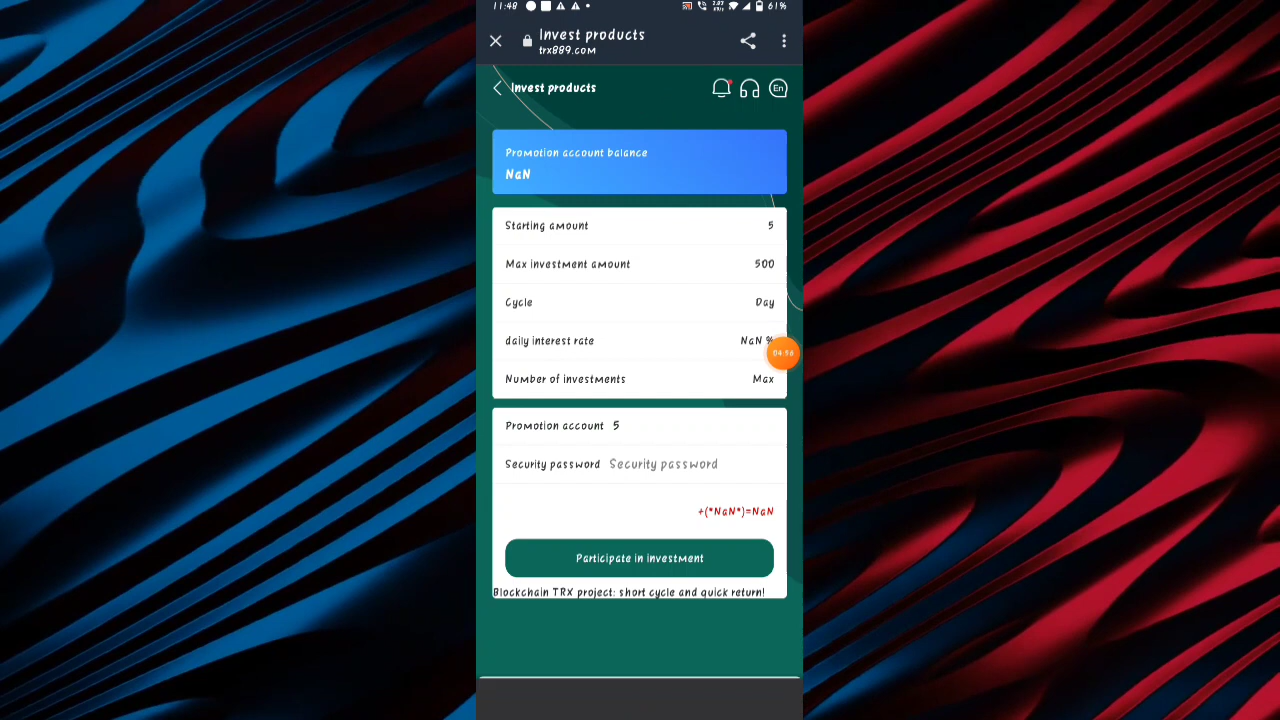 11:48 61%
Invest products
trx889.com
Invest products En
Promotion account balance
NaN
Starting amount 5
Max investment amount 500
Cycle Day
daily interest rate NaN %
04:56
Number of investments Max
Promotion account 5
Security password Security password
+(*NaN*)=NaN
Participate in investment
Blockchain TRX project: short cycle and quick return!